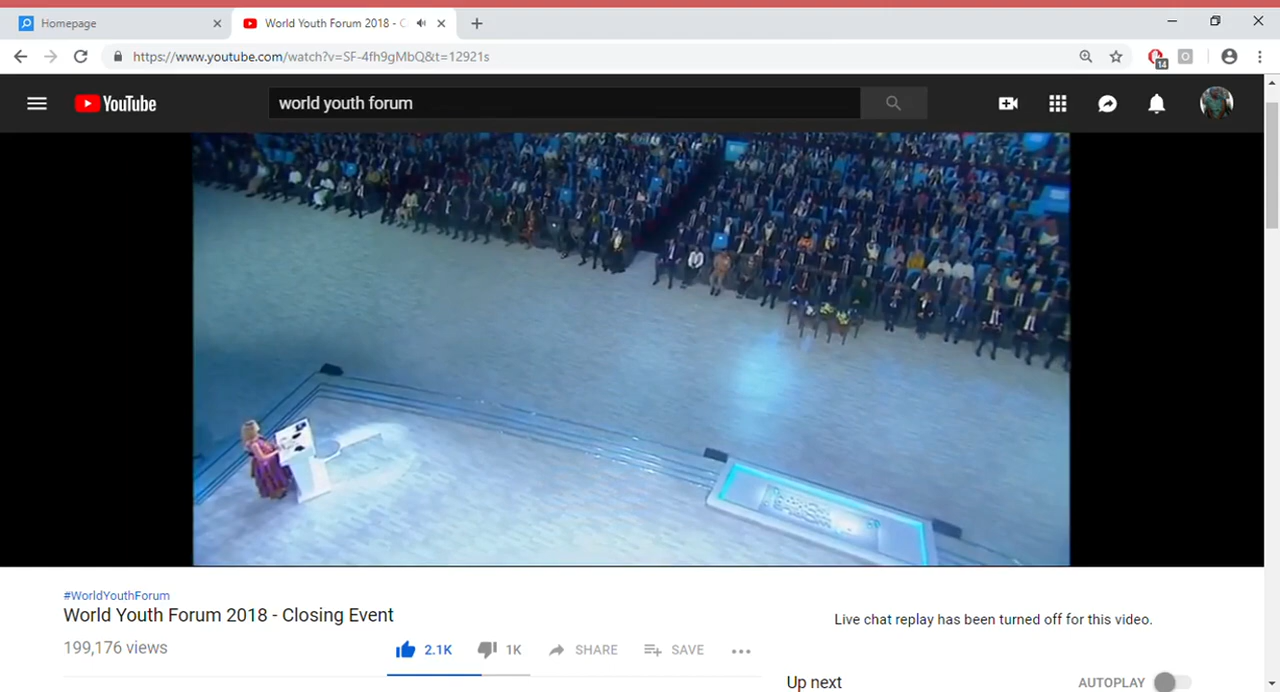 Homepage
World Youth Forum 2018 - C
https://www.youtube.com/watch?v=SF-4fh9gMbQ&t=12921s
14
YouTube
world youth forum
#WorldYouthForum
World Youth Forum 2018 - Closing Event
199,176 views
2.1K
1K
SHARE
SAVE
Live chat replay has been turned off for this video.
Up next
AUTOPLAY